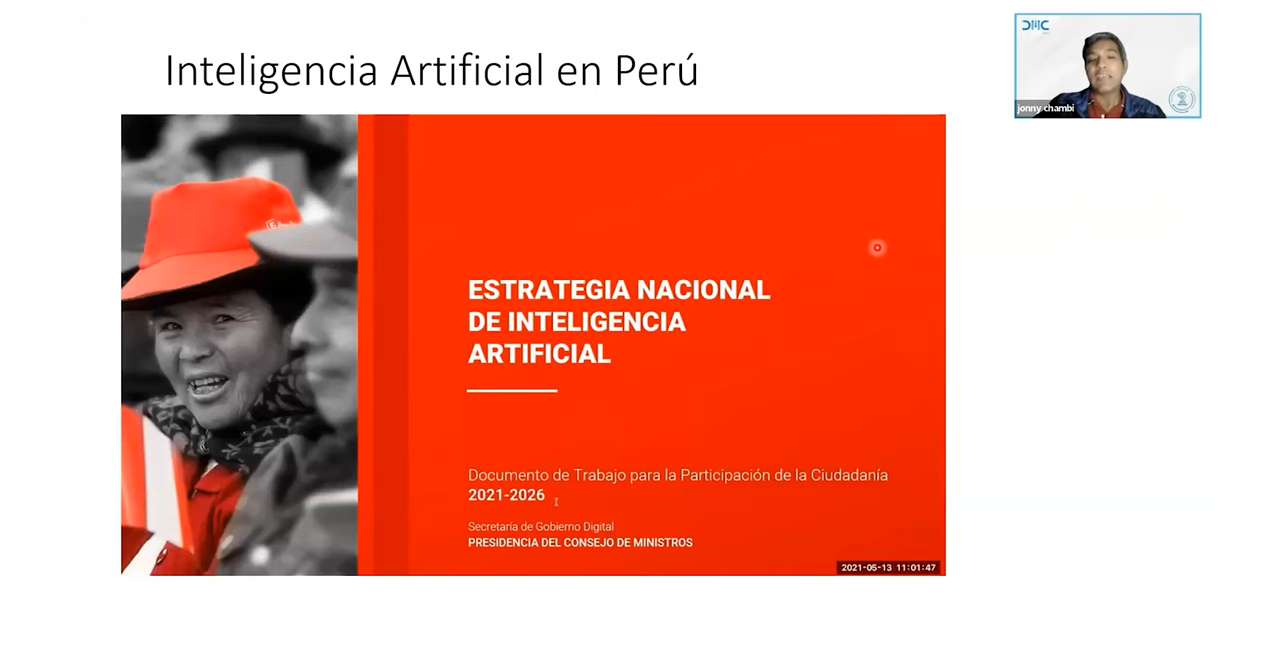 Inteligencia Artificial en Perú
DMC
jonny chambi
ESTRATEGIA NACIONAL
DE INTELIGENCIA
ARTIFICIAL
Documento de Trabajo para la Participación de la Ciudadanía
2021-2026
Secretaría de Gobierno Digital
PRESIDENCIA DEL CONSEJO DE MINISTROS
2021-05-13 11:01:47